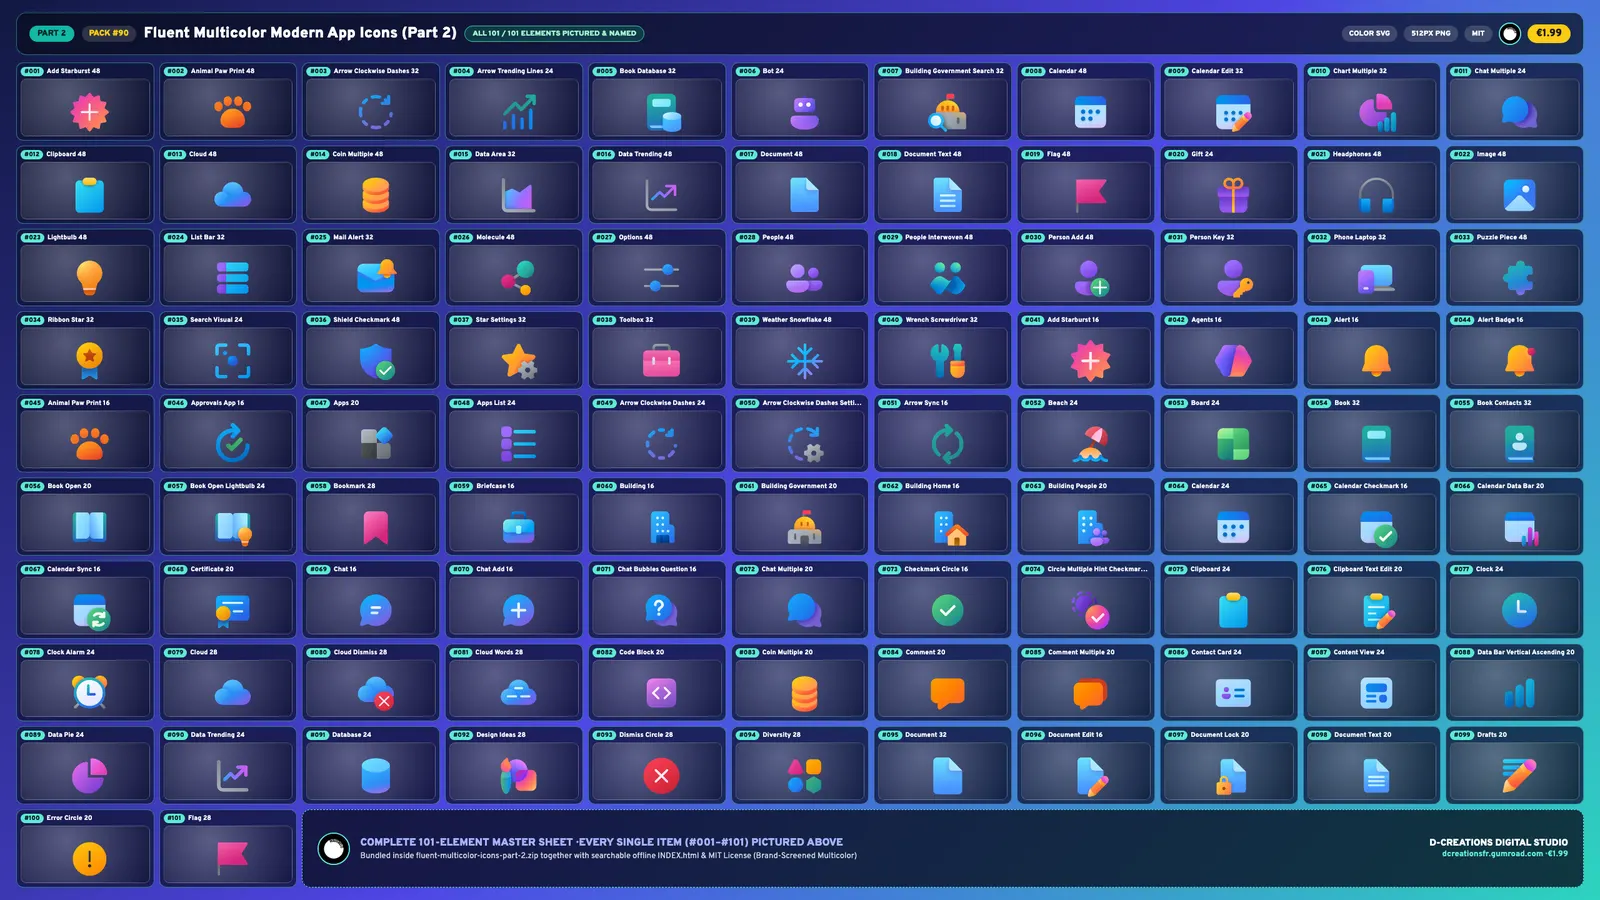 PART 2 PACK #90 Fluent Multicolor Modern App Icons (Part 2) ALL 101 / 101 ELEMENTS PICTURED & NAMED COLOR SVG 512PX PNG MIT €1.99
#001 Add Starburst 48
#002 Animal Paw Print 48
#003 Arrow Clockwise Dashes 32
#004 Arrow Trending Lines 24
#005 Book Database 32
#006 Bot 24
#007 Building Government Search 32
#008 Calendar 48
#009 Calendar Edit 32
#010 Chart Multiple 32
#011 Chat Multiple 24
#012 Clipboard 48
#013 Cloud 48
#014 Coin Multiple 48
#015 Data Area 32
#016 Data Trending 48
#017 Document 48
#018 Document Text 48
#019 Flag 48
#020 Gift 24
#021 Headphones 48
#022 Image 48
#023 Lightbulb 48
#024 List Bar 32
#025 Mail Alert 32
#026 Molecule 48
#027 Options 48
#028 People 48
#029 People Interwoven 48
#030 Person Add 48
#031 Person Key 32
#032 Phone Laptop 32
#033 Puzzle Piece 48
#034 Ribbon Star 32
#035 Search Visual 24
#036 Shield Checkmark 48
#037 Star Settings 32
#038 Toolbox 32
#039 Weather Snowflake 48
#040 Wrench Screwdriver 32
#041 Add Starburst 16
#042 Agents 16
#043 Alert 16
#044 Alert Badge 16
#045 Animal Paw Print 16
#046 Approvals App 16
#047 Apps 20
#048 Apps List 24
#049 Arrow Clockwise Dashes 24
#050 Arrow Clockwise Dashes Setti...
#051 Arrow Sync 16
#052 Beach 24
#053 Board 24
#054 Book 32
#055 Book Contacts 32
#056 Book Open 20
#057 Book Open Lightbulb 24
#058 Bookmark 28
#059 Briefcase 16
#060 Building 16
#061 Building Government 20
#062 Building Home 16
#063 Building People 20
#064 Calendar 24
#065 Calendar Checkmark 16
#066 Calendar Data Bar 20
#067 Calendar Sync 16
#068 Certificate 20
#069 Chat 16
#070 Chat Add 16
#071 Chat Bubbles Question 16
#072 Chat Multiple 20
#073 Checkmark Circle 16
#074 Circle Multiple Hint Checkmar...
#075 Clipboard 24
#076 Clipboard Text Edit 20
#077 Clock 24
#078 Clock Alarm 24
#079 Cloud 28
#080 Cloud Dismiss 28
#081 Cloud Words 28
#082 Code Block 20
#083 Coin Multiple 20
#084 Comment 20
#085 Comment Multiple 20
#086 Contact Card 24
#087 Content View 24
#088 Data Bar Vertical Ascending 20
#089 Data Pie 24
#090 Data Trending 24
#091 Database 24
#092 Design Ideas 28
#093 Dismiss Circle 28
#094 Diversity 28
#095 Document 32
#096 Document Edit 16
#097 Document Lock 20
#098 Document Text 20
#099 Drafts 20
#100 Error Circle 20
#101 Flag 28
COMPLETE 101-ELEMENT MASTER SHEET · EVERY SINGLE ITEM (#001–#101) PICTURED ABOVE
Bundled inside fluent-multicolor-icons-part-2.zip together with searchable offline INDEX.html & MIT License (Brand-Screened Multicolor)
D-CREATIONS DIGITAL STUDIO
dcreationsfr.gumroad.com · €1.99